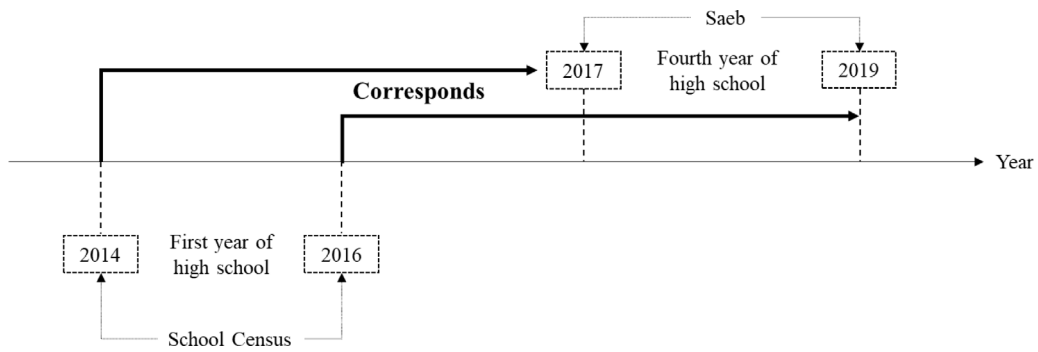 Saeb
2017
Fourth year of
high school
2019
Corresponds
Year
2014
First year of
high school
2016
School Census